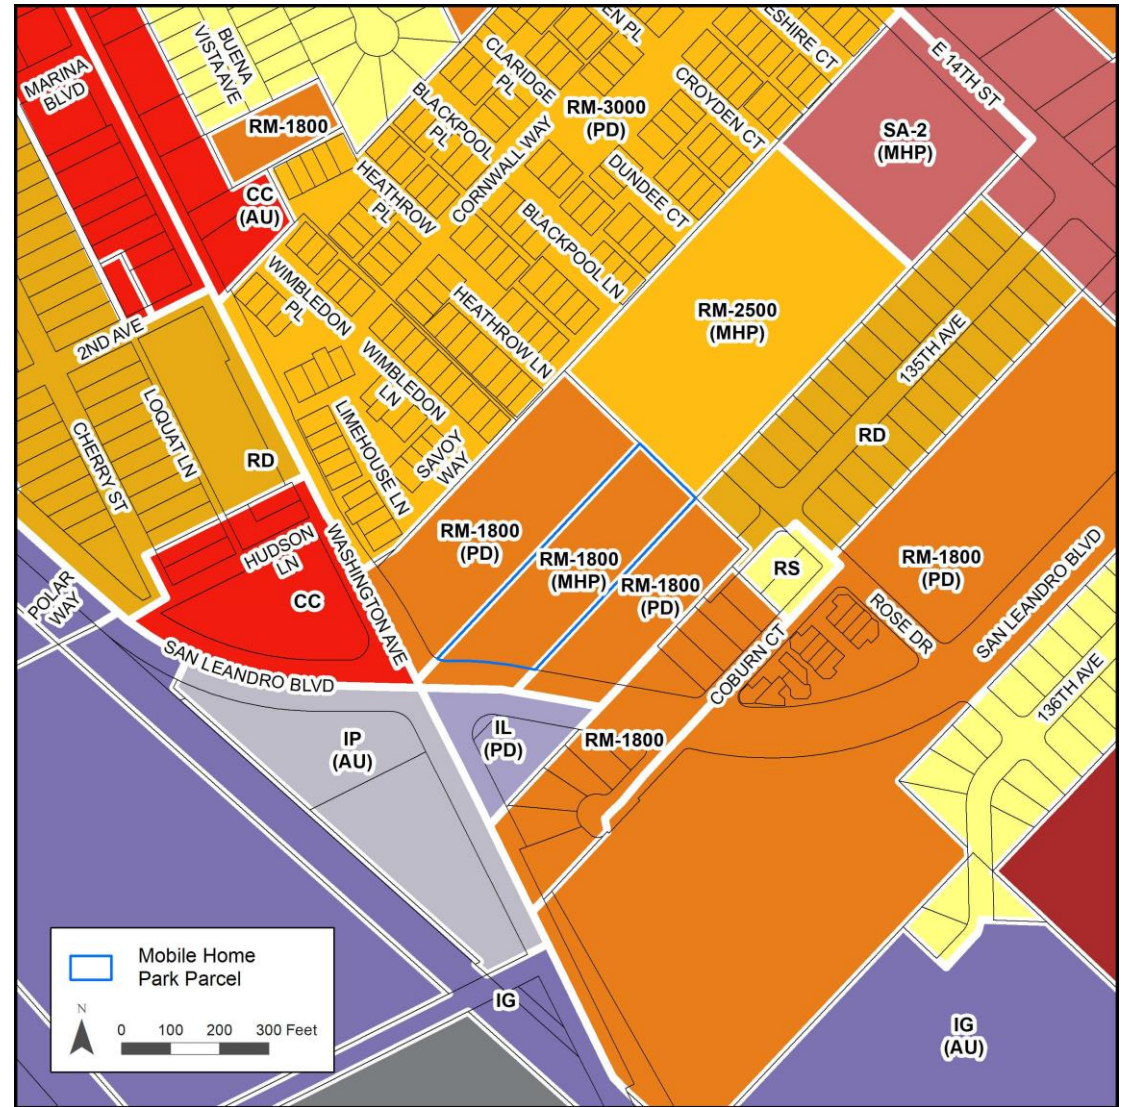 EN PL
ESHIRE CT
E 14TH ST
BUENA
VISTA AVE
CLARIDGE
PL
MARINA
BLVD
BLACKPOOL
PL
RM-3000
(PD)
CROYDEN CT
RM-1800
CORNWALL WAY
SA-2
(MHP)
HEATHROW
PL
DUNDEE CT
CC
(AU)
BLACKPOOL LN
WIMBLEDON
PL
HEATHROW LN
RM-2500
(MHP)
2ND AVE
WIMBLEDON
LN
135TH AVE
LOQUAT LN
LIMEHOUSE LN
SAVOY
WAY
CHERRY ST
RD
RD
HUDSON
LN
WASHINGTON AVE
RM-1800
(PD)
RM-1800
(MHP)
RM-1800
(PD)
RS
RM-1800
(PD)
SAN LEANDRO BLVD
POLAR
WAY
CC
ROSE DR
SAN LEANDRO BLVD
COBURN CT
136TH AVE
IP
(AU)
IL
(PD)
RM-1800
Mobile Home
Park Parcel
N
0 100 200 300 Feet
IG
IG
(AU)